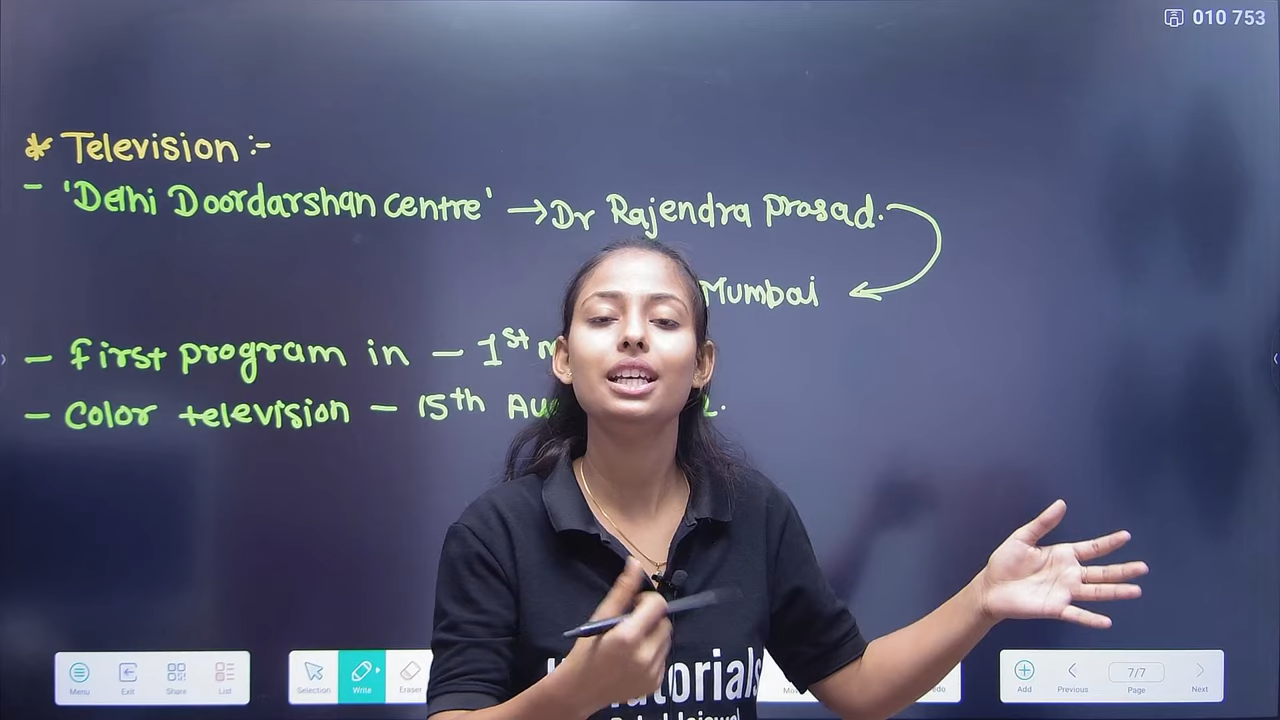 010 753
* Television :-
- 'Delhi Doordarshan centre' → Dr Rajendra prasad.
Mumbai
- First program in - 1st
- Color television - 15th
Menu
Exit
Share
List
Selection
Write
Eraser
Add
Previous
7/7
Page
Next